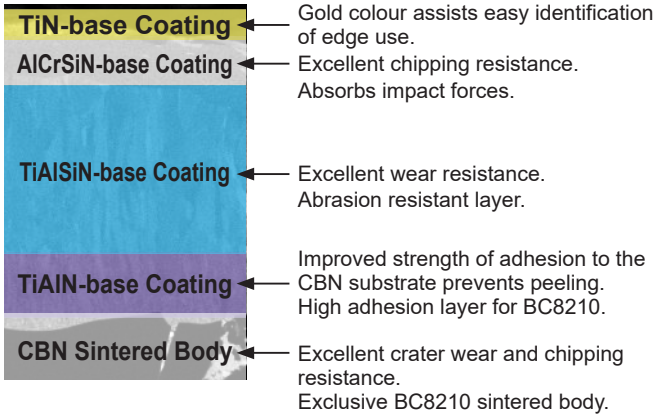 TiN-base Coating
Gold colour assists easy identification
of edge use.
AlCrSiN-base Coating
Excellent chipping resistance.
Absorbs impact forces.
TiAlSiN-base Coating
Excellent wear resistance.
Abrasion resistant layer.
TiAlN-base Coating
Improved strength of adhesion to the
CBN substrate prevents peeling.
High adhesion layer for BC8210.
CBN Sintered Body
Excellent crater wear and chipping
resistance.
Exclusive BC8210 sintered body.